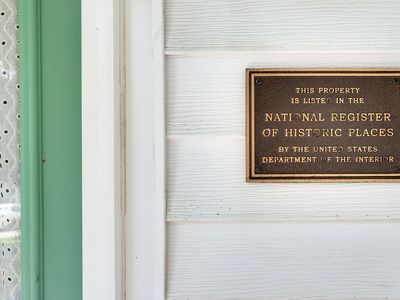 THIS PROPERTY
IS LISTED IN THE
NATIONAL REGISTER
OF HISTORIC PLACES
BY THE UNITED STATES
DEPARTMENT OF THE INTERIOR